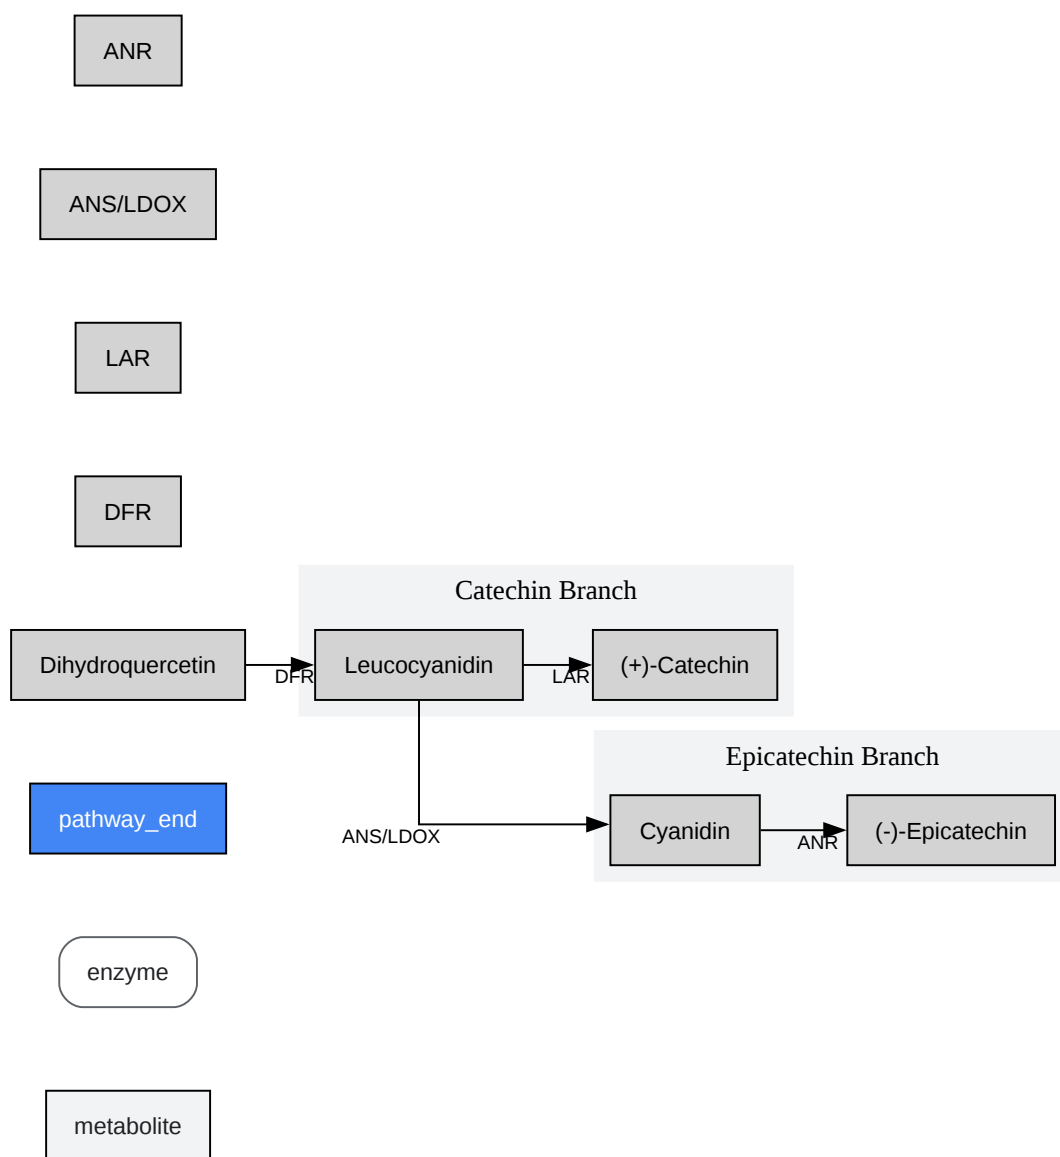 ANR
ANS/LDOX
LAR
DFR
Catechin Branch
Dihydroquercetin
DFR
Leucocyanidin
LAR
(+)-Catechin
Epicatechin Branch
pathway_end
ANS/LDOX
Cyanidin
ANR
(-)-Epicatechin
enzyme
metabolite